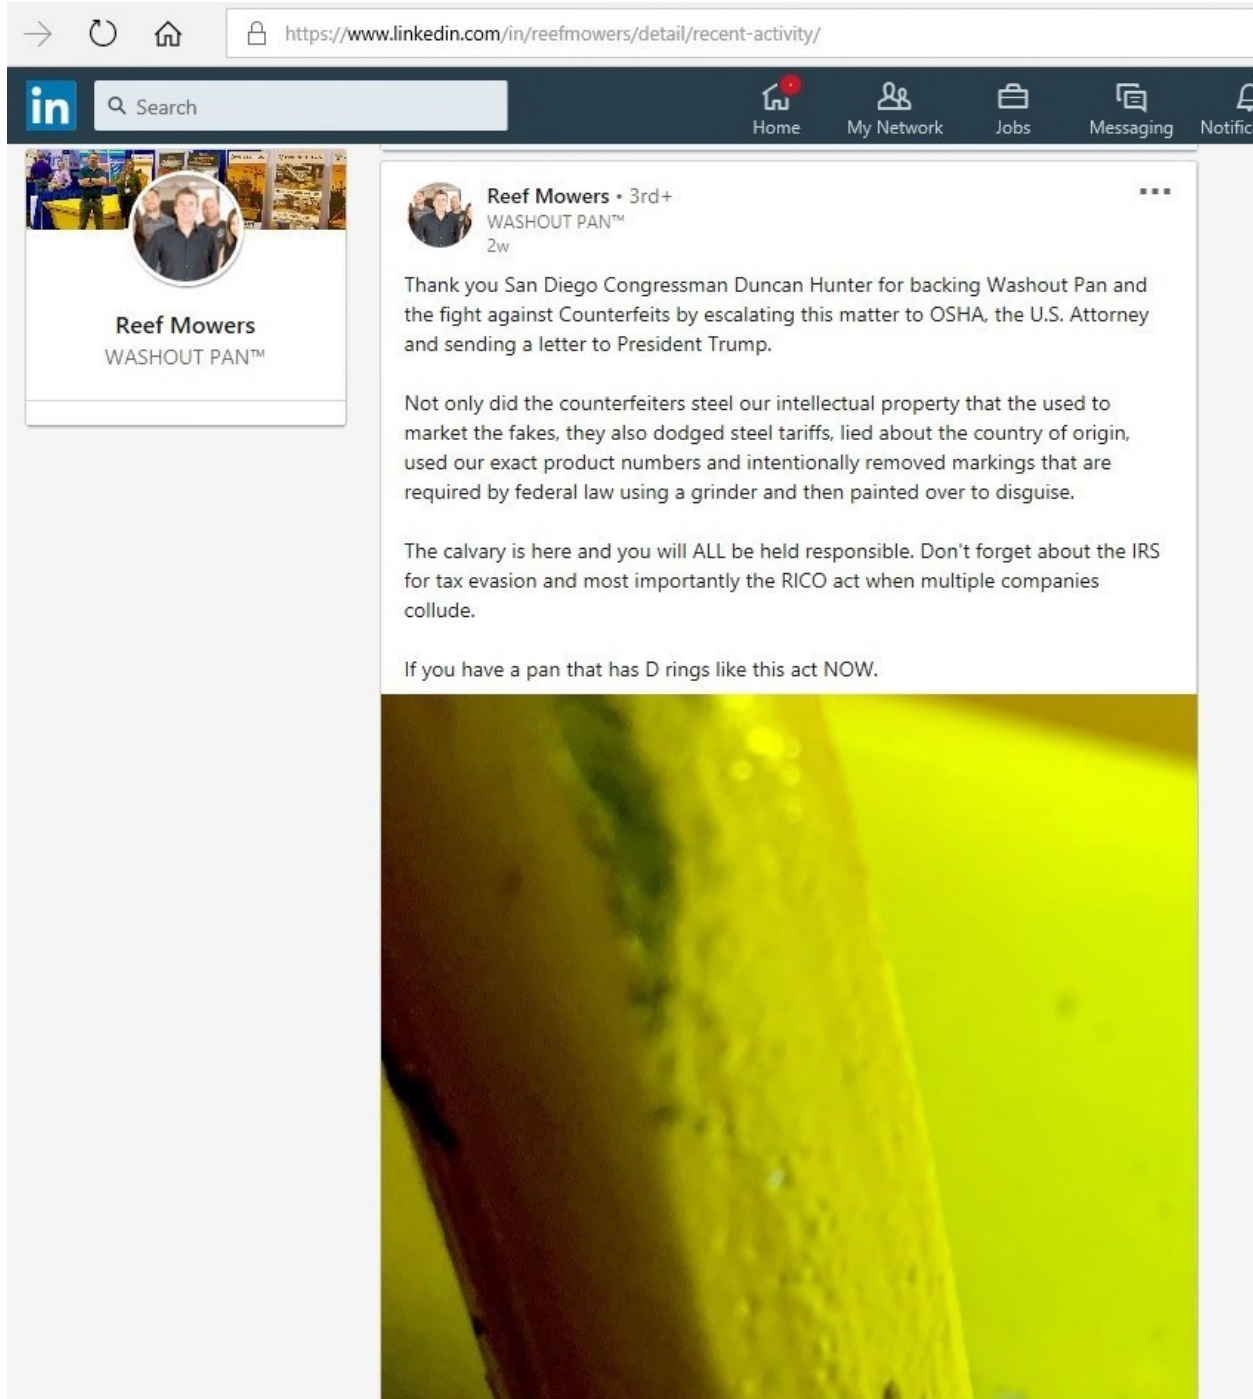 https://www.linkedin.com/in/reefmowers/detail/recent-activity/
in
Search
Home
My Network
Jobs
Messaging
Notific
Reef Mowers
WASHOUT PAN™
Reef Mowers • 3rd+
WASHOUT PAN™
2w
Thank you San Diego Congressman Duncan Hunter for backing Washout Pan and
the fight against Counterfeits by escalating this matter to OSHA, the U.S. Attorney
and sending a letter to President Trump.
Not only did the counterfeiters steel our intellectual property that the used to
market the fakes, they also dodged steel tariffs, lied about the country of origin,
used our exact product numbers and intentionally removed markings that are
required by federal law using a grinder and then painted over to disguise.
The calvary is here and you will ALL be held responsible. Don't forget about the IRS
for tax evasion and most importantly the RICO act when multiple companies
collude.
If you have a pan that has D rings like this act NOW.